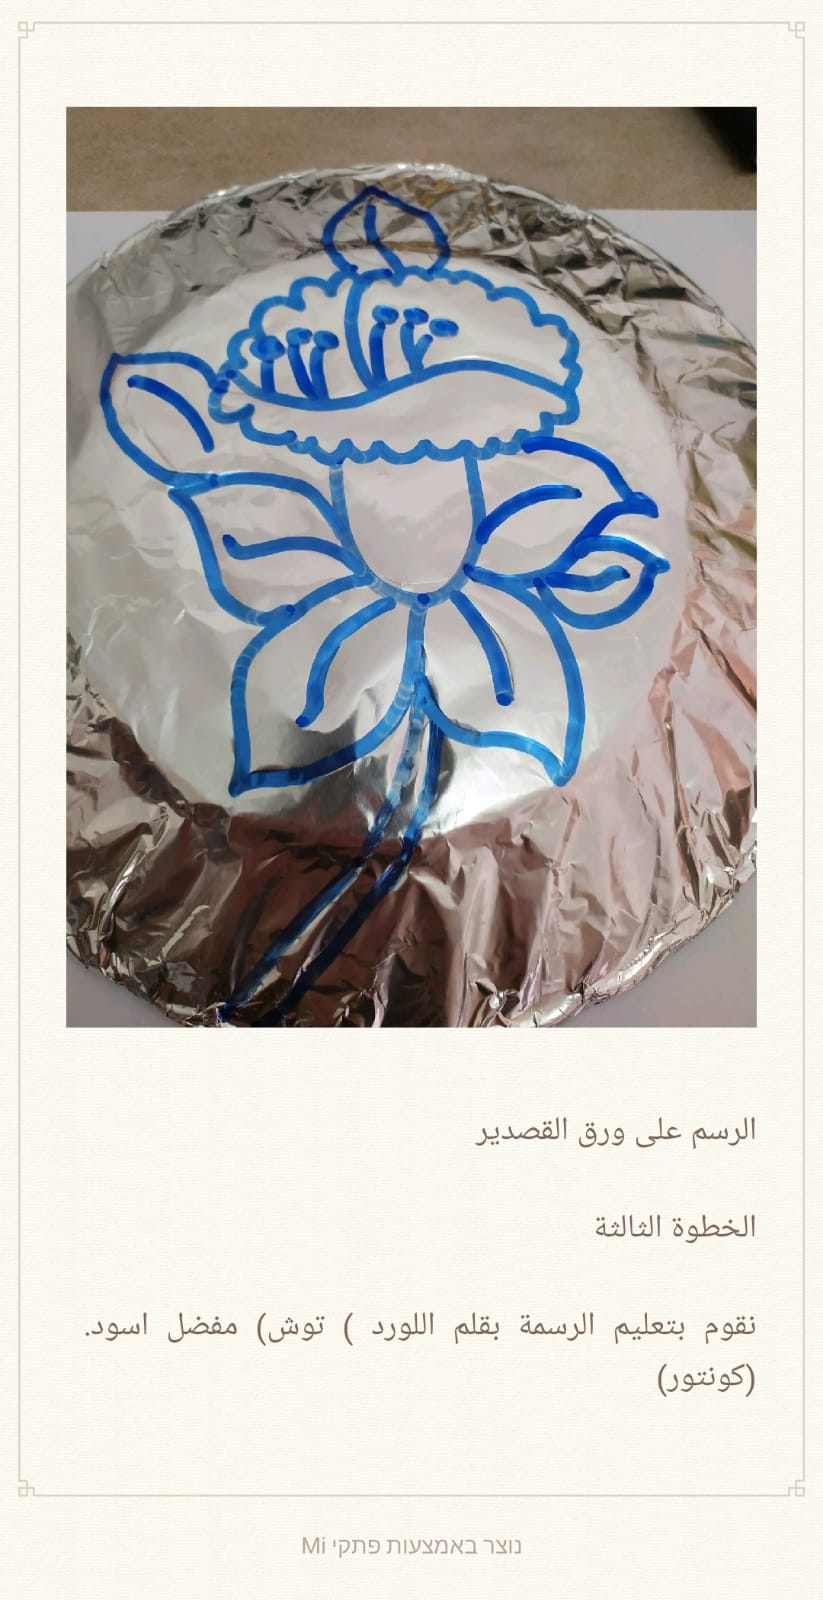 الرسم على ورق القصدير
الخطوة الثالثة
نقوم بتعليم الرسمة بقلم اللورد ) توش) مفضل اسود.
(كونتور)
נוצר באמצעות פתקי Mi